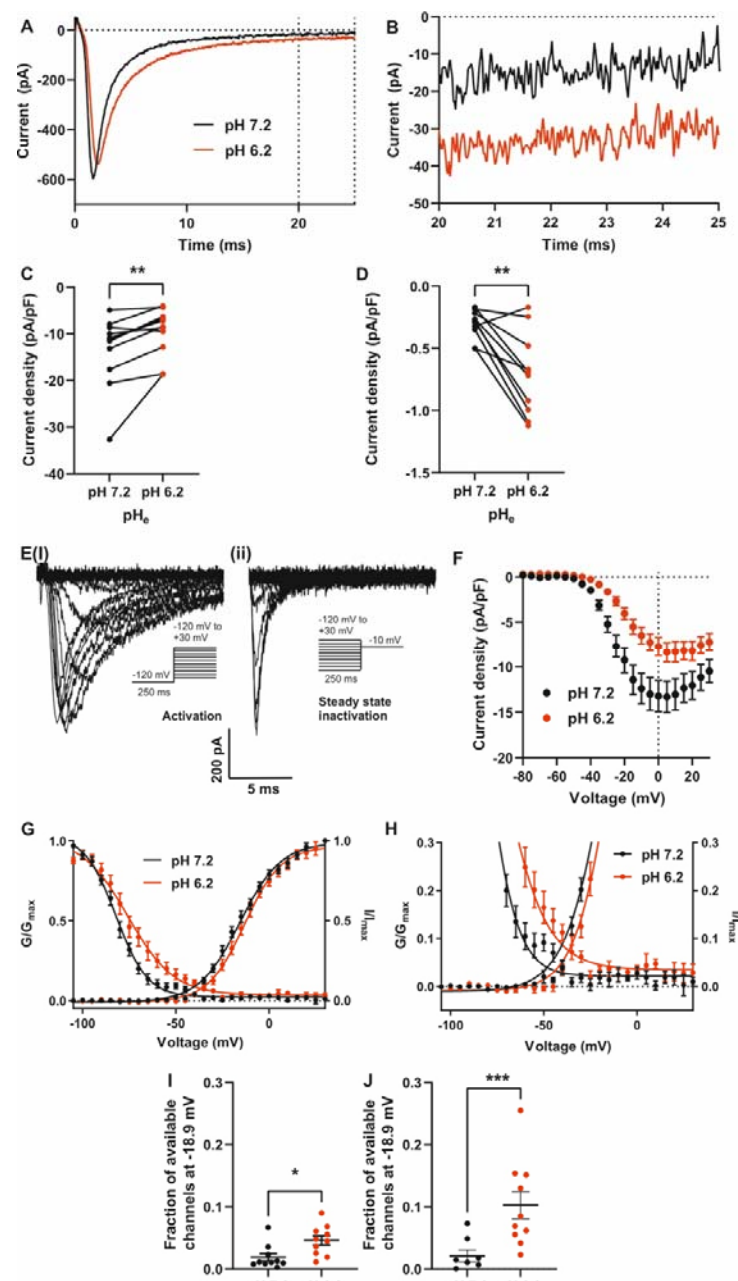 A
Current (pA)
0
-200
-400
-600
pH 7.2
pH 6.2
0
10
20
Time (ms)
B
Current (pA)
0
-10
-20
-30
-40
-50
20
21
22
23
24
25
Time (ms)
C
**
Current density (pA/pF)
0
-10
-20
-30
-40
pH 7.2 pH 6.2
pHe
D
**
Current density (pA/pF)
0.0
-0.5
-1.0
-1.5
pH 7.2 pH 6.2
pHe
E(I)
-120 mV to
+30 mV
-120 mV
250 ms
Activation
(ii)
-120 mV to
+30 mV
-10 mV
250 ms
Steady state
inactivation
200 pA
5 ms
F
Current density (pA/pF)
0
-5
-10
-15
-20
pH 7.2
pH 6.2
-80 -60 -40 -20 0 20
Voltage (mV)
G
G/Gmax
1.0
0.5
0.0
pH 7.2
pH 6.2
1.0
0.5
0.0
I/Imax
-100
-50
0
Voltage (mV)
H
G/Gmax
0.3
0.2
0.1
0.0
pH 7.2
pH 6.2
0.3
0.2
0.1
0.0
I/Imax
-100
-50
0
Voltage (mV)
I
Fraction of available
channels at -18.9 mV
0.3
0.2
0.1
0.0
*
J
Fraction of available
channels at -18.9 mV
0.3
0.2
0.1
0.0
***